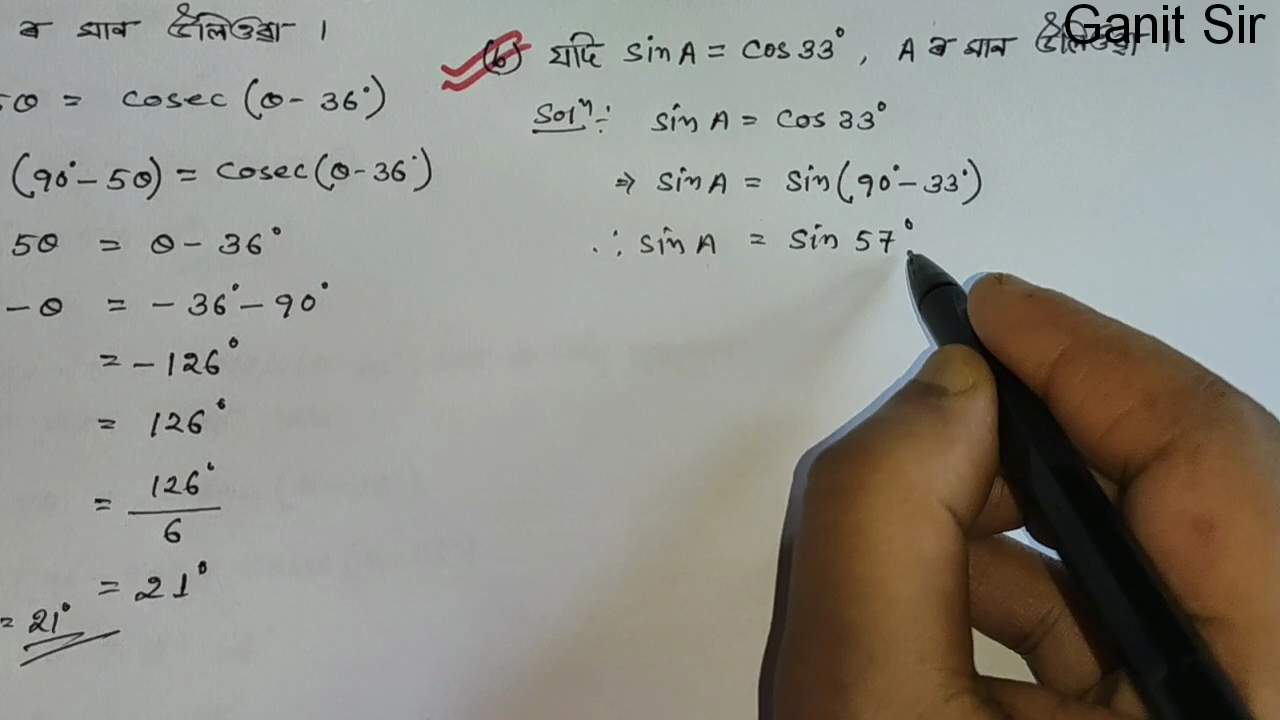 ৰ মান উলিওৱা ।
5θ = cosec (θ - 36°)
(90° - 5θ) = cosec (θ - 36°)
5θ = θ - 36°
- θ = - 36° - 90°
= - 126°
= 126°
= 126° / 6
= 21°
= 21°
Ganit Sir
(b) যদি sin A = cos 33° , A ৰ মান উলিওৱা ।
Solⁿ : sin A = cos 33°
⇒ sin A = sin (90° - 33°)
∴ sin A = sin 57°